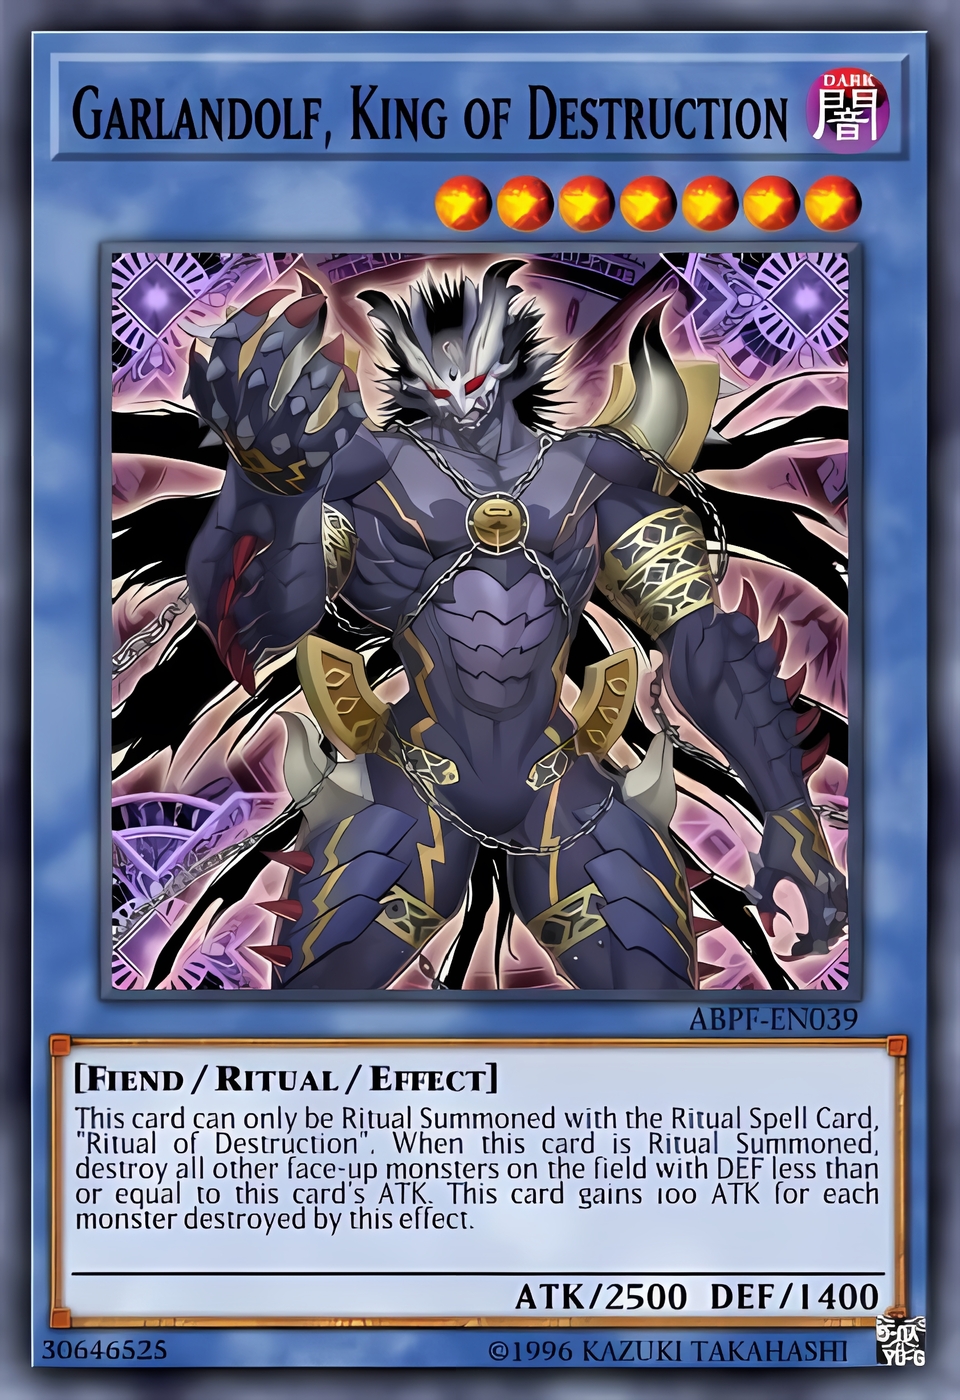 Garlandolf, King of Destruction
DARK
闇
ABPF-EN039
[Fiend / Ritual / Effect]
This card can only be Ritual Summoned with the Ritual Spell Card,
"Ritual of Destruction". When this card is Ritual Summoned,
destroy all other face-up monsters on the field with DEF less than
or equal to this card's ATK. This card gains 100 ATK for each
monster destroyed by this effect.
ATK/2500 DEF/1400
30646525
©1996 KAZUKI TAKAHASHI